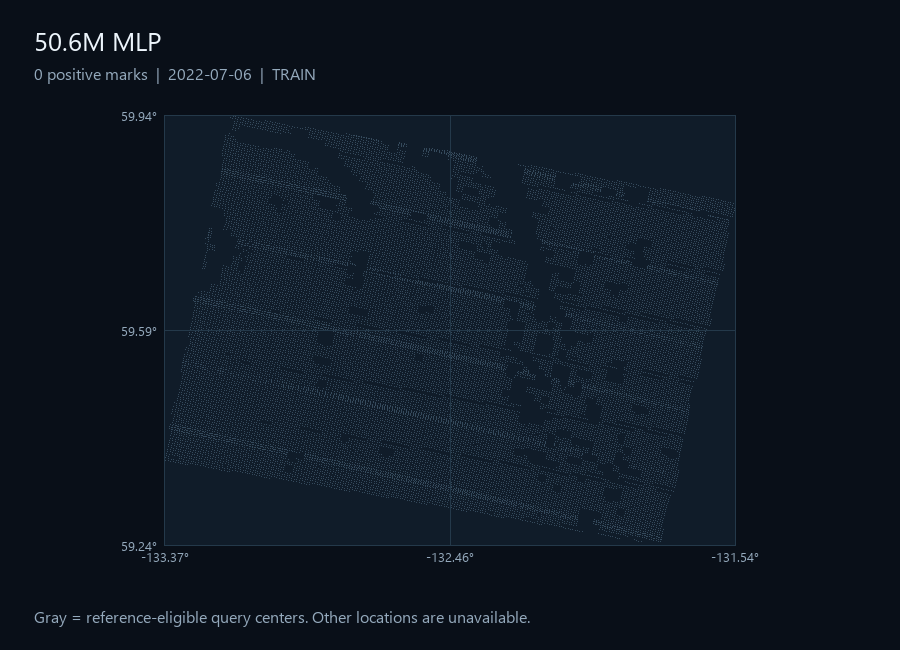 50.6M MLP
0 positive marks | 2022-07-06 | TRAIN
59.94°
59.59°
59.24°
-133.37° -132.46° -131.54°
Gray = reference-eligible query centers. Other locations are unavailable.